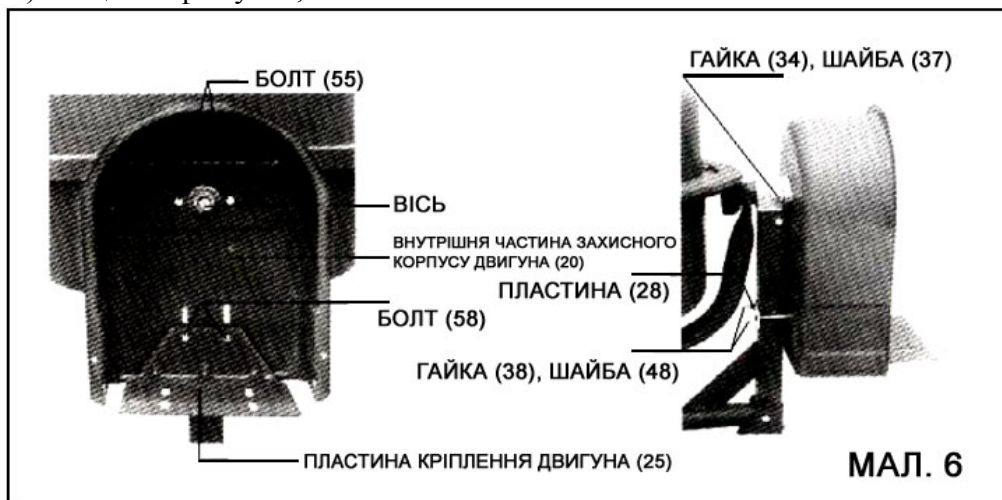 БОЛТ (55)
ГАЙКА (34), ШАЙБА (37)
ВІСЬ
ВНУТРІШНЯ ЧАСТИНА ЗАХИСНОГО
КОРПУСУ ДВИГУНА (20)
ПЛАСТИНА (28)
БОЛТ (58)
ГАЙКА (38), ШАЙБА (48)
ПЛАСТИНА КРІПЛЕННЯ ДВИГУНА (25)
МАЛ. 6